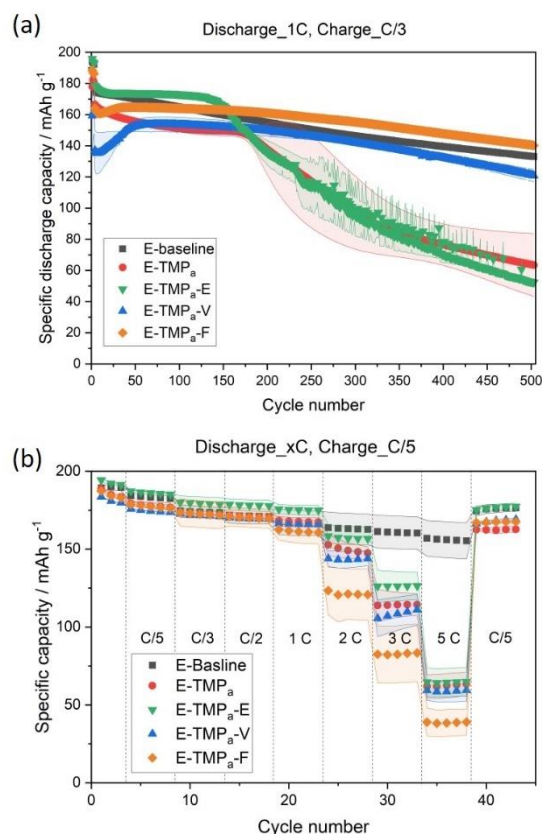 (a)
Discharge_1C, Charge_C/3
Specific discharge capacity / mAh g⁻¹
200
180
160
140
120
100
80
60
40
20
0
E-baseline
E-TMPₐ
E-TMPₐ-E
E-TMPₐ-V
E-TMPₐ-F
0 50 100 150 200 250 300 350 400 450 500
Cycle number
(b)
Discharge_xC, Charge_C/5
Specific capacity / mAh g⁻¹
200
150
100
50
0
C/5 C/3 C/2 1 C 2 C 3 C 5 C C/5
E-Basline
E-TMPₐ
E-TMPₐ-E
E-TMPₐ-V
E-TMPₐ-F
0 10 20 30 40
Cycle number